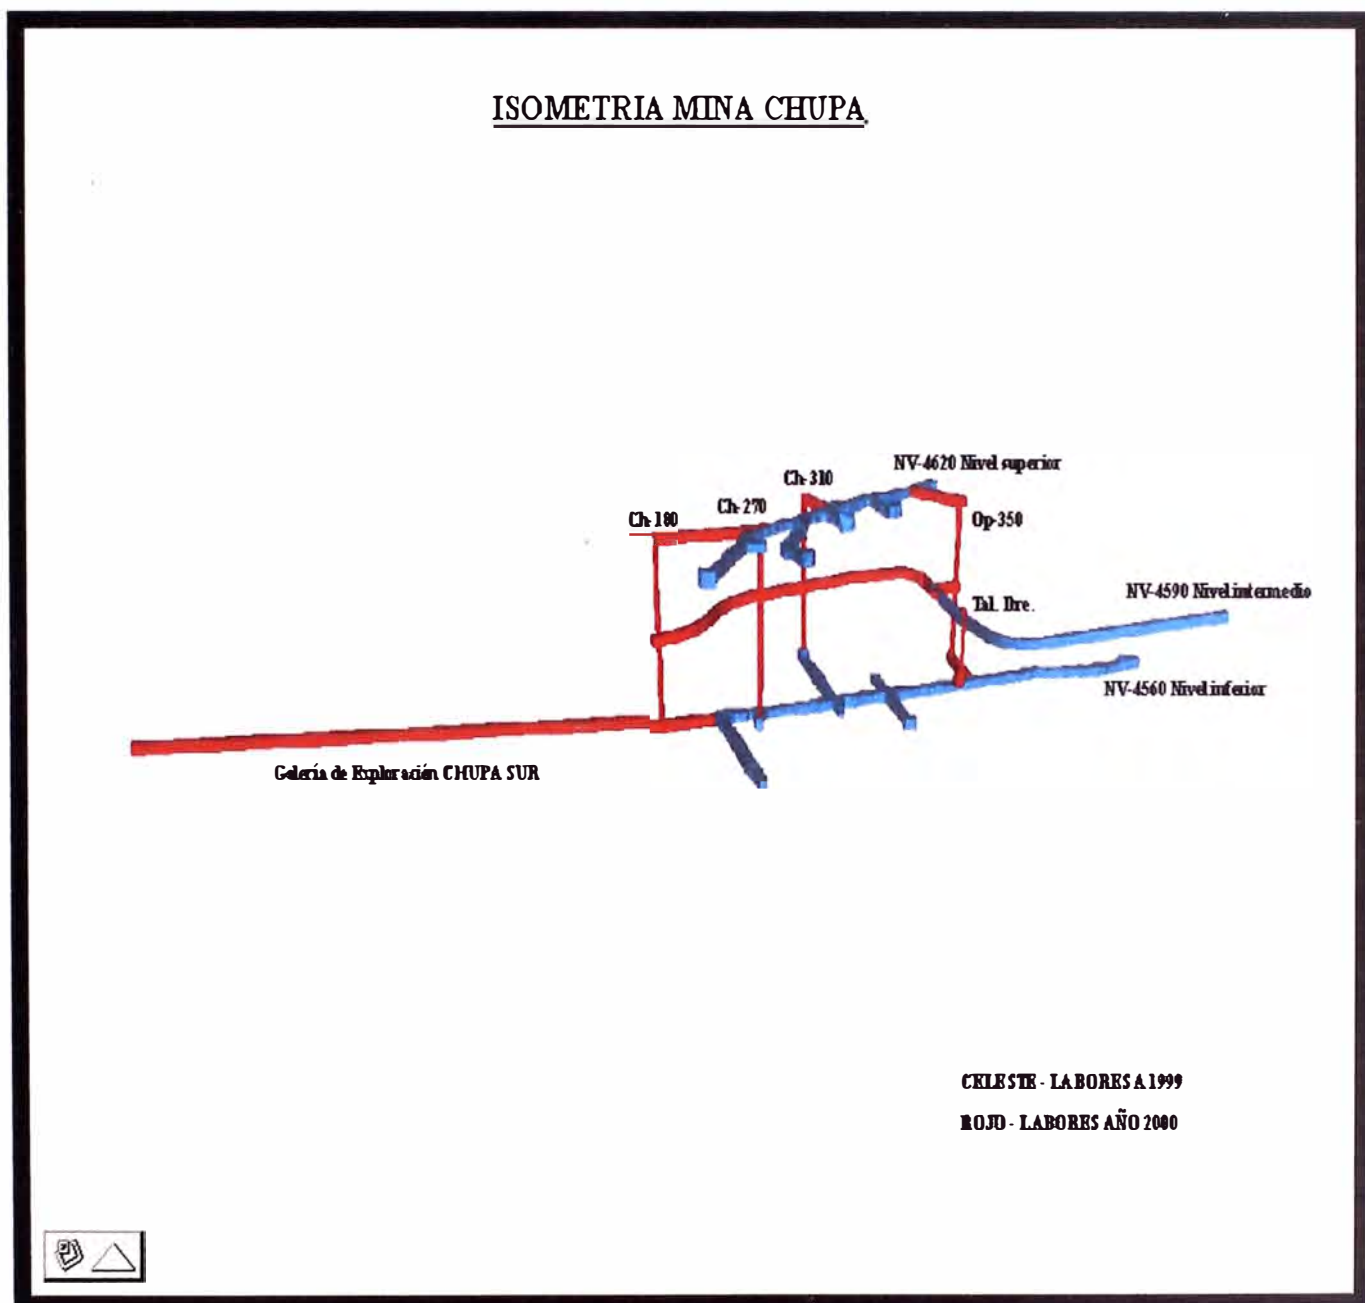 ISOMETRIA MINA CHUPA
NV-4620 Nivel superior
Ch-310
Ch-270
Ch-180
Op-350
NV-4590 Nivel intermedio
Tal. Dre.
NV-4560 Nivel inferior
Galería de Exploración CHUPA SUR
CELESTE - LABORES A 1999
ROJO - LABORES AÑO 2000